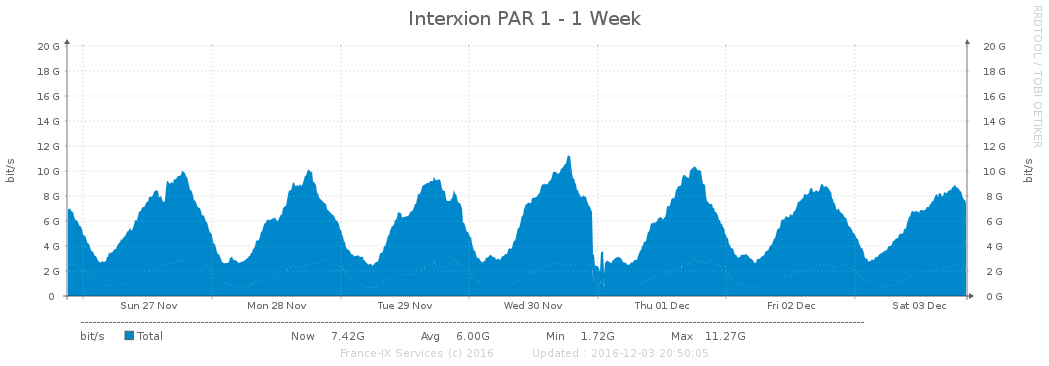 Interxion PAR 1 - 1 Week
RRDTOOL / TOBI OETIKER
bit/s
20 G 20 G
18 G 18 G
16 G 16 G
14 G 14 G
12 G 12 G
10 G 10 G
8 G 8 G
6 G 6 G
4 G 4 G
2 G 2 G
0 0 G
bit/s
Sun 27 Nov Mon 28 Nov Tue 29 Nov Wed 30 Nov Thu 01 Dec Fri 02 Dec Sat 03 Dec
bit/s Total Now 7.42G Avg 6.00G Min 1.72G Max 11.27G
France-IX Services (c) 2016 Updated : 2016-12-03 20:50:05